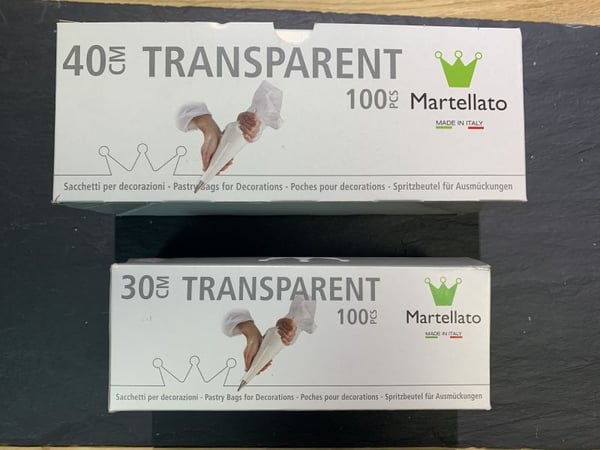 40 CM TRANSPARENT
100 PCS
Martellato
MADE IN ITALY
Sacchetti per decorazioni - Pastry Bags for Decorations - Poches pour decorations - Spritzbeutel für Ausmückungen
30 CM TRANSPARENT
100 PCS
Martellato
MADE IN ITALY
Sacchetti per decorazioni - Pastry Bags for Decorations - Poches pour decorations - Spritzbeutel für Ausmückungen